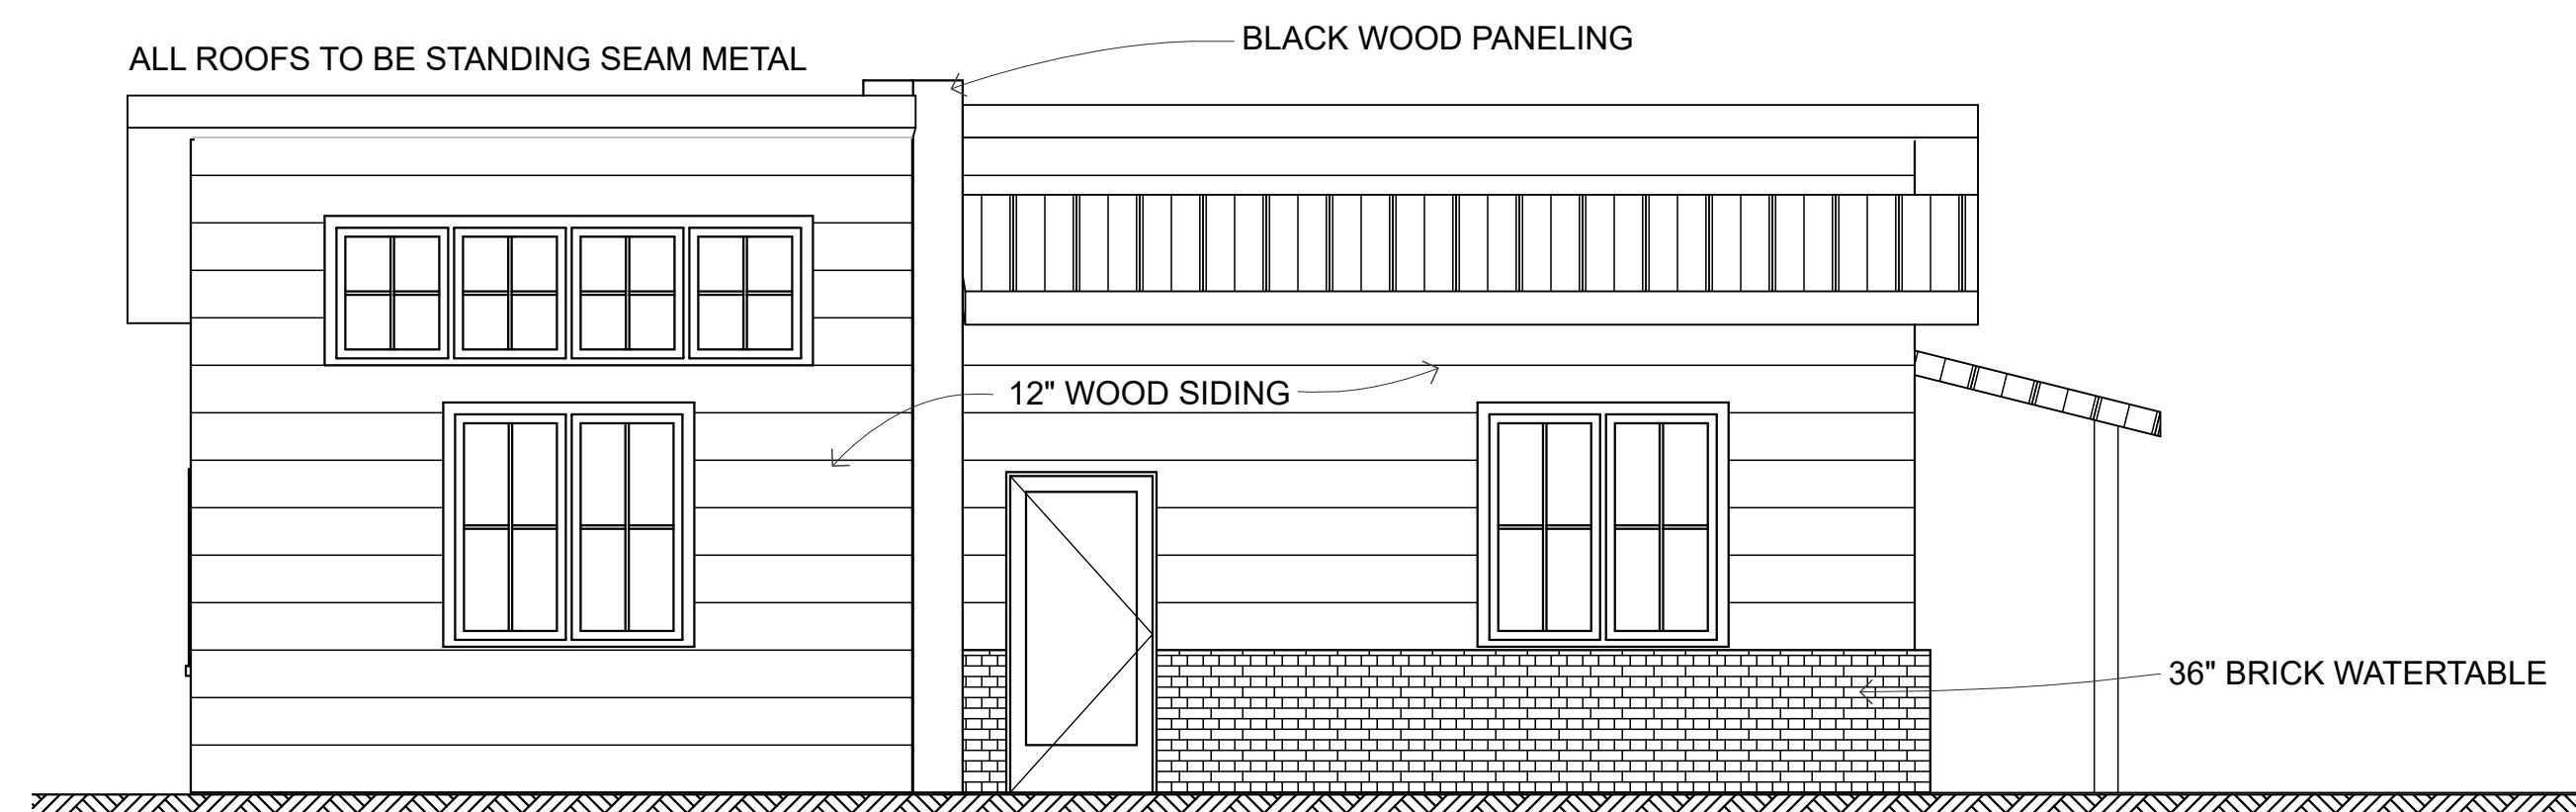 BLACK WOOD PANELING
ALL ROOFS TO BE STANDING SEAM METAL
12" WOOD SIDING
36" BRICK WATERTABLE